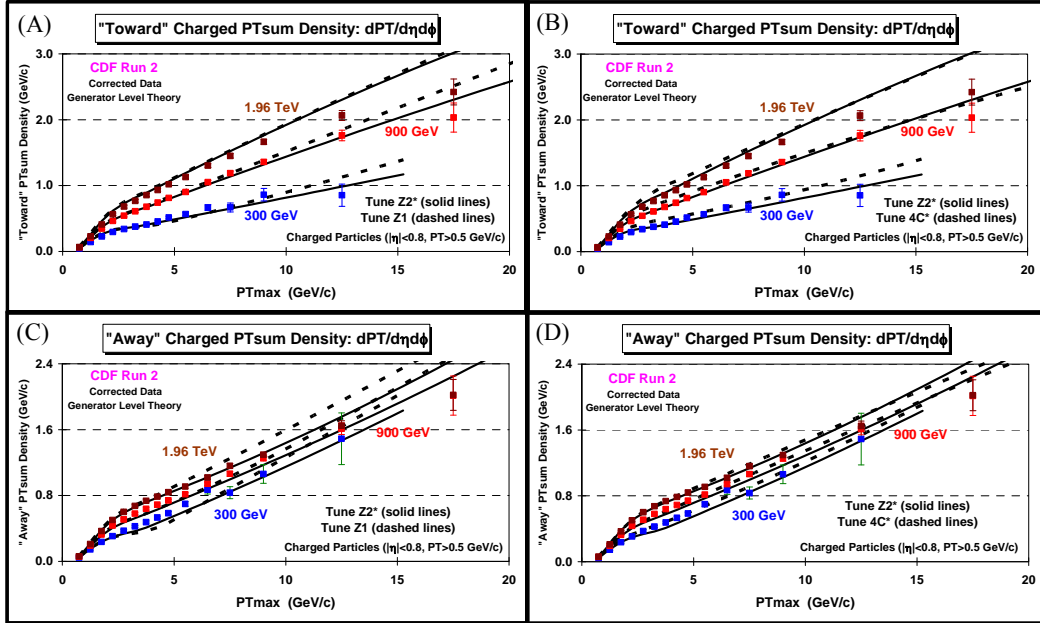 (A)
"Toward" Charged PTsum Density: dPT/dηdϕ
3.0
2.0
1.0
0.0
"Toward" PTsum Density (GeV/c)
CDF Run 2
Corrected Data
Generator Level Theory
1.96 TeV
900 GeV
300 GeV
Tune Z2* (solid lines)
Tune Z1 (dashed lines)
Charged Particles (|η|<0.8, PT>0.5 GeV/c)
0 5 10 15 20
PTmax (GeV/c)
(B)
"Toward" Charged PTsum Density: dPT/dηdϕ
3.0
2.0
1.0
0.0
"Toward" PTsum Density (GeV/c)
CDF Run 2
Corrected Data
Generator Level Theory
1.96 TeV
900 GeV
300 GeV
Tune Z2* (solid lines)
Tune 4C* (dashed lines)
Charged Particles (|η|<0.8, PT>0.5 GeV/c)
0 5 10 15 20
PTmax (GeV/c)
(C)
"Away" Charged PTsum Density: dPT/dηdϕ
2.4
1.6
0.8
0.0
"Away" PTsum Density (GeV/c)
CDF Run 2
Corrected Data
Generator Level Theory
1.96 TeV
900 GeV
300 GeV
Tune Z2* (solid lines)
Tune Z1 (dashed lines)
Charged Particles (|η|<0.8, PT>0.5 GeV/c)
0 5 10 15 20
PTmax (GeV/c)
(D)
"Away" Charged PTsum Density: dPT/dηdϕ
2.4
1.6
0.8
0.0
"Away" PTsum Density (GeV/c)
CDF Run 2
Corrected Data
Generator Level Theory
1.96 TeV
900 GeV
300 GeV
Tune Z2* (solid lines)
Tune 4C* (dashed lines)
Charged Particles (|η|<0.8, PT>0.5 GeV/c)
0 5 10 15 20
PTmax (GeV/c)